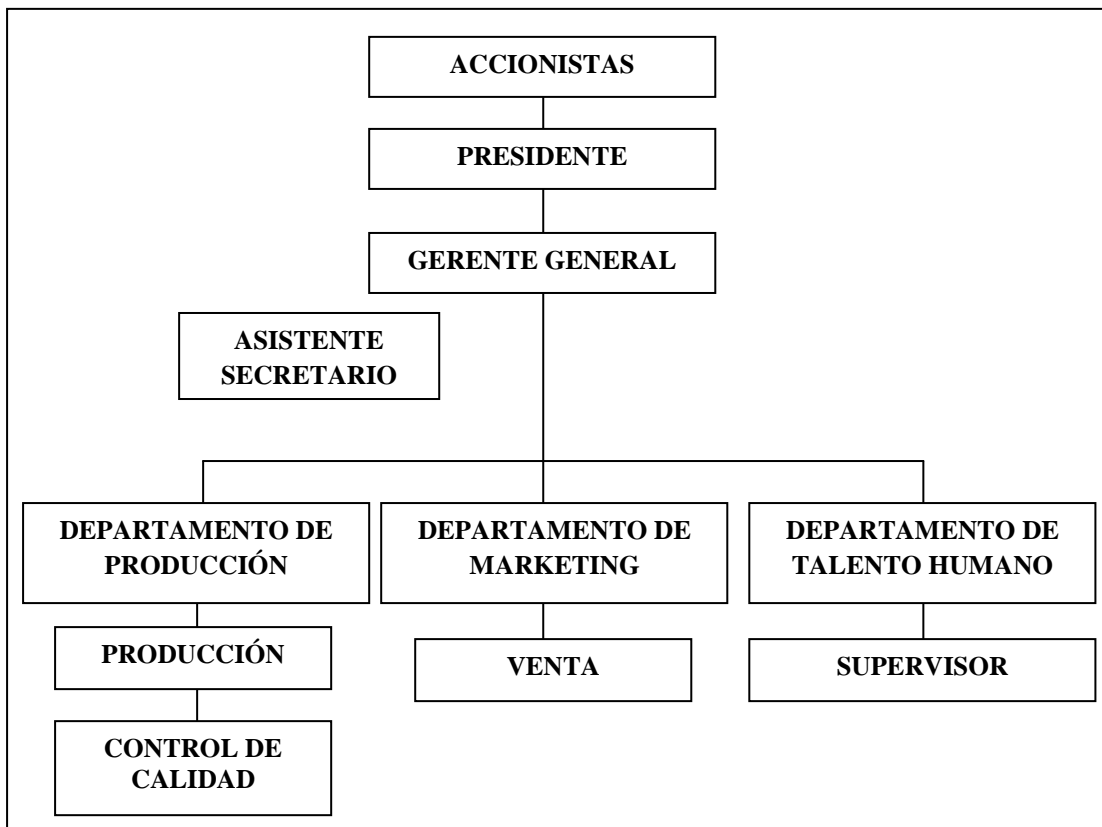 ACCIONISTAS
PRESIDENTE
GERENTE GENERAL
ASISTENTE
SECRETARIO
DEPARTAMENTO DE
PRODUCCIÓN
DEPARTAMENTO DE
MARKETING
DEPARTAMENTO DE
TALENTO HUMANO
PRODUCCIÓN
VENTA
SUPERVISOR
CONTROL DE
CALIDAD